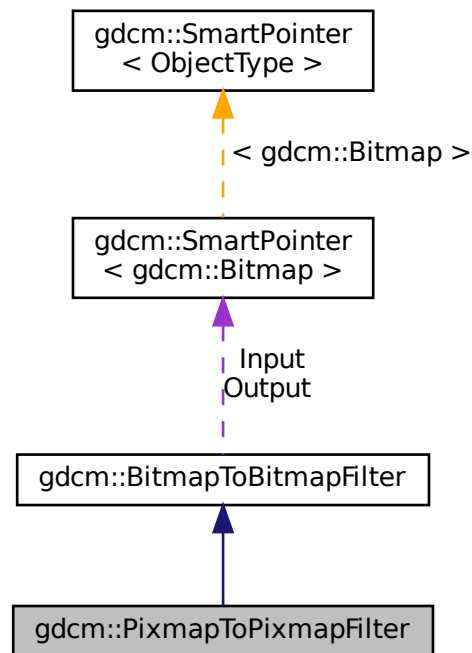 gdcm::SmartPointer
< ObjectType >
< gdcm::Bitmap >
gdcm::SmartPointer
< gdcm::Bitmap >
Input
Output
gdcm::BitmapToBitmapFilter
gdcm::PixmapToPixmapFilter